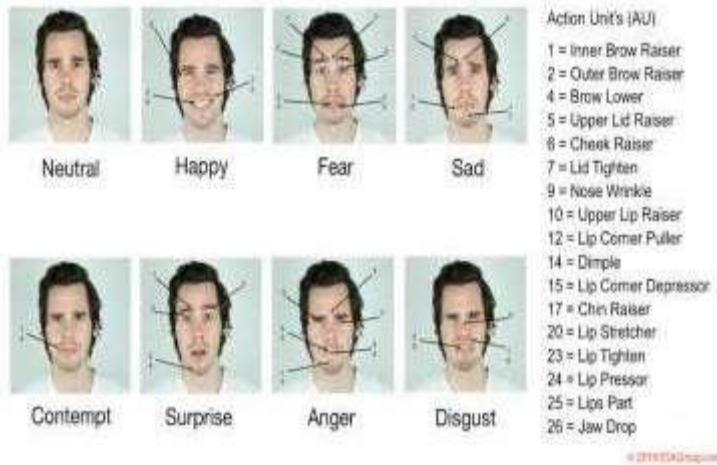 Neutral
Happy
Fear
Sad
Contempt
Surprise
Anger
Disgust
Action Unit's (AU)
1 = Inner Brow Raiser
2 = Outer Brow Raiser
4 = Brow Lower
5 = Upper Lid Raiser
6 = Cheek Raiser
7 = Lid Tighten
9 = Nose Wrinkle
10 = Upper Lip Raiser
12 = Lip Corner Puller
14 = Dimple
15 = Lip Corner Depressor
17 = Chin Raiser
20 = Lip Stretcher
23 = Lip Tighten
24 = Lip Pressor
25 = Lips Part
26 = Jaw Drop